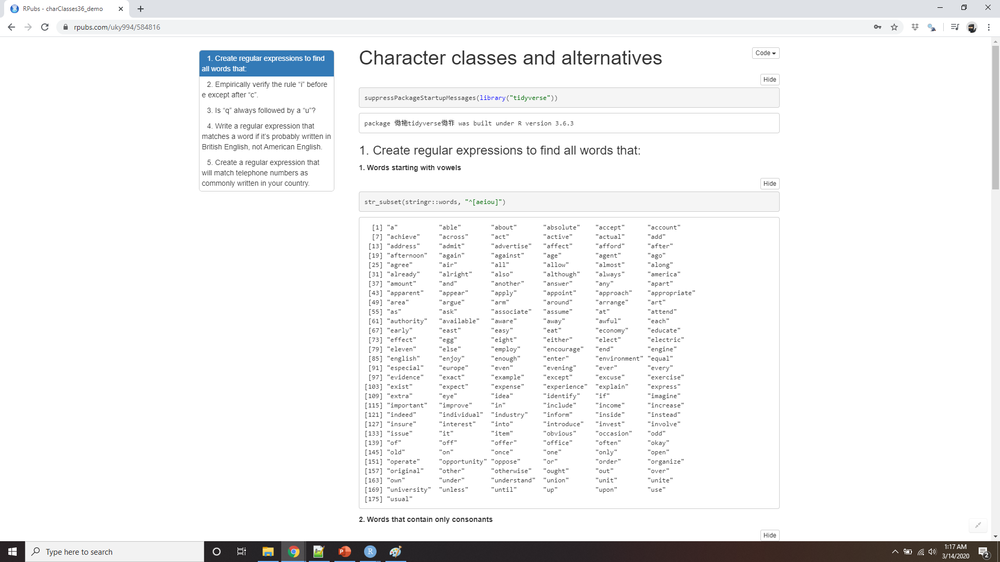 RPubs - charClasses36_demo
rpubs.com/uky994/584816
1. Create regular expressions to find
all words that:
2. Empirically verify the rule “i” before
e except after “c”.
3. Is “q” always followed by a “u”?
4. Write a regular expression that
matches a word if it’s probably written in
British English, not American English.
5. Create a regular expression that
will match telephone numbers as
commonly written in your country.
Character classes and alternatives
Code
Hide
suppressPackageStartupMessages(library("tidyverse"))
package tidyverse was built under R version 3.6.3
1. Create regular expressions to find all words that:
1. Words starting with vowels
Hide
str_subset(stringr::words, "^[aeiou]")
[1] "a" "able" "about" "absolute" "accept" "account"
[7] "achieve" "across" "act" "active" "actual" "add"
[13] "address" "admit" "advertise" "affect" "afford" "after"
[19] "afternoon" "again" "against" "age" "agent" "ago"
[25] "agree" "air" "all" "allow" "almost" "along"
[31] "already" "alright" "also" "although" "always" "america"
[37] "amount" "and" "another" "answer" "any" "apart"
[43] "apparent" "appear" "apply" "appoint" "approach" "appropriate"
[49] "area" "argue" "arm" "around" "arrange" "art"
[55] "as" "ask" "associate" "assume" "at" "attend"
[61] "authority" "available" "aware" "away" "awful" "each"
[67] "early" "east" "easy" "eat" "economy" "educate"
[73] "effect" "egg" "eight" "either" "elect" "electric"
[79] "eleven" "else" "employ" "encourage" "end" "engine"
[85] "english" "enjoy" "enough" "enter" "environment" "equal"
[91] "especial" "europe" "even" "evening" "ever" "every"
[97] "evidence" "exact" "example" "except" "excuse" "exercise"
[103] "exist" "expect" "expense" "experience" "explain" "express"
[109] "extra" "eye" "idea" "identify" "if" "imagine"
[115] "important" "improve" "in" "include" "income" "increase"
[121] "indeed" "individual" "industry" "inform" "inside" "instead"
[127] "insure" "interest" "into" "introduce" "invest" "involve"
[133] "issue" "it" "item" "obvious" "occasion" "odd"
[139] "of" "off" "offer" "office" "often" "okay"
[145] "old" "on" "once" "one" "only" "open"
[151] "operate" "opportunity" "oppose" "or" "order" "organize"
[157] "original" "other" "otherwise" "ought" "out" "over"
[163] "own" "under" "understand" "union" "unit" "unite"
[169] "university" "unless" "until" "up" "upon" "use"
[175] "usual"
2. Words that contain only consonants
Hide
Type here to search
1:17 AM
3/14/2020
2